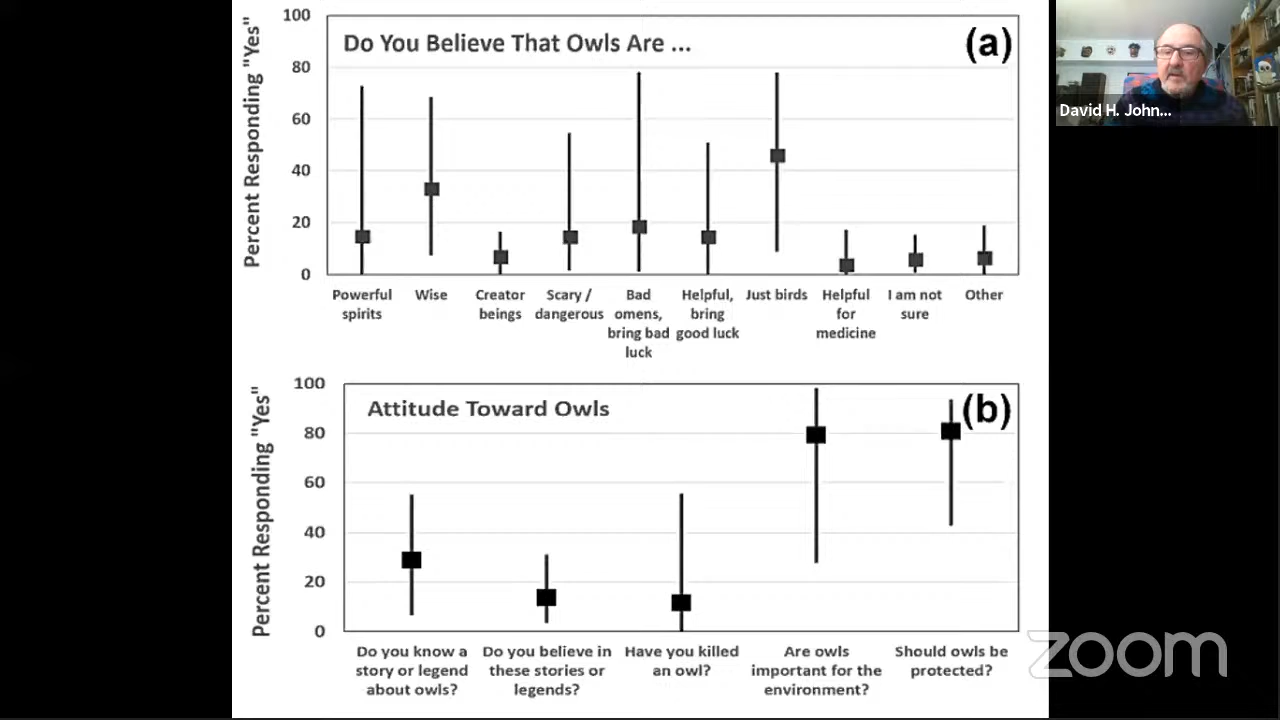 Do You Believe That Owls Are ...
(a)
Percent Responding "Yes"
100
80
60
40
20
0
Powerful
spirits
Wise
Creator
beings
Scary /
dangerous
Bad
omens,
bring bad
luck
Helpful,
bring
good luck
Just birds
Helpful
for
medicine
I am not
sure
Other
Attitude Toward Owls
(b)
Percent Responding "Yes"
100
80
60
40
20
0
Do you know a
story or legend
about owls?
Do you believe in
these stories or
legends?
Have you killed
an owl?
Are owls
important for the
environment?
Should owls be
protected?
David H. John...
zoom